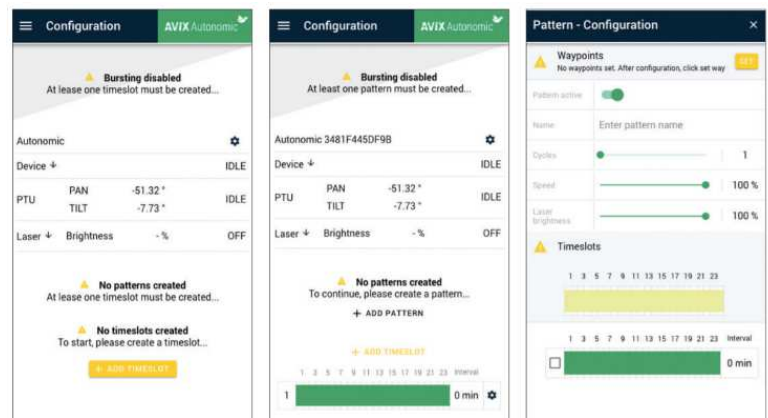 Configuration
AVIX Autonomic
Bursting disabled
At lease one timeslot must be created...
Autonomic
Device
IDLE
PTU
PAN -51.32 °
TILT -7.73 °
IDLE
Laser Brightness - % OFF
No patterns created
At lease one timeslot must be created...
No timeslots created
To start, please create a timeslot...
+ ADD TIMESLOT
Configuration
AVIX Autonomic
Bursting disabled
At least one pattern must be created...
Autonomic 3481F445DF9B
Device
IDLE
PTU
PAN -51.32 °
TILT -7.73 °
IDLE
Laser Brightness - % OFF
No patterns created
To continue, please create a pattern...
+ ADD PATTERN
+ ADD TIMESLOT
1 3 5 7 9 11 13 15 17 19 21 23 Interval
1 0 min
Pattern - Configuration ×
Waypoints
No waypoints set. After configuration, click set way
SET
Pattern active
Name Enter pattern name
Cycles 1
Speed 100 %
Laser Brightness 100 %
Timeslots
1 3 5 7 9 11 13 15 17 19 21 23
1 3 5 7 9 11 13 15 17 19 21 23 Interval
0 min